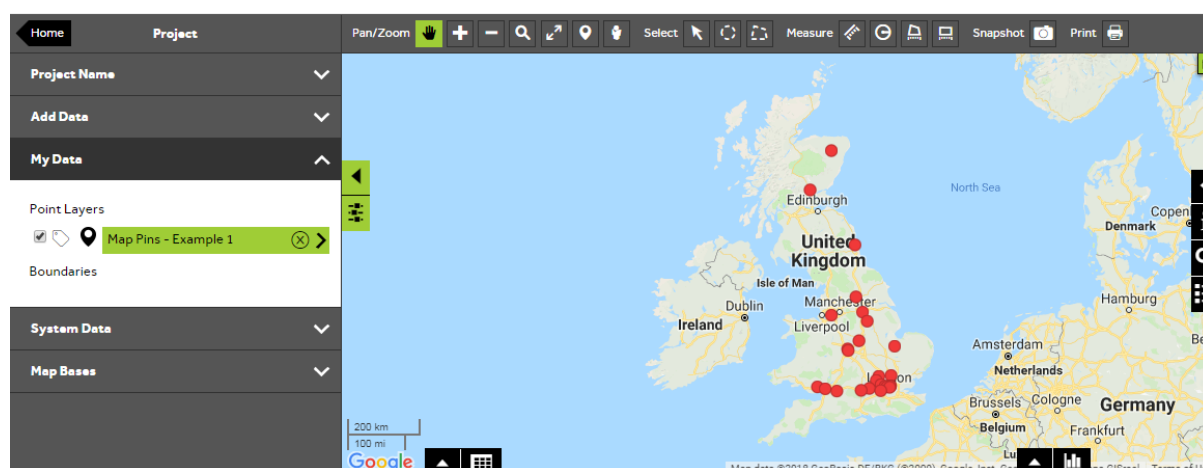 Home
Project
Pan/Zoom
Select
Measure
Snapshot
Print
Project Name
Add Data
My Data
Point Layers
Map Pins - Example 1
Boundaries
System Data
Map Bases
North Sea
Edinburgh
United
Kingdom
Isle of Man
Dublin
Ireland
Manchester
Liverpool
London
Copen
Denmark
Hamburg
Amsterdam
Netherlands
Brussels
Cologne
Germany
Belgium
Frankfurt
200 km
100 mi
Google